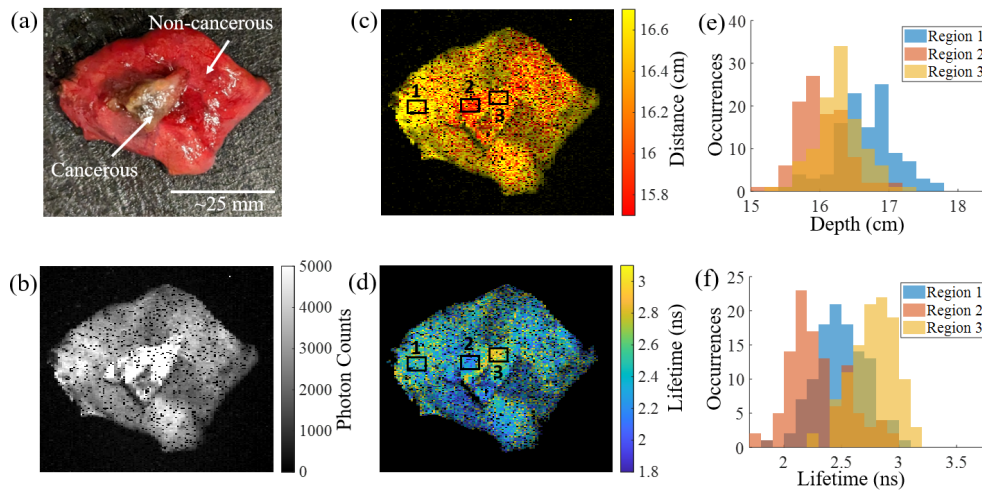 (a)
Non-cancerous
Cancerous
~25 mm
(b)
5000
4000
3000
2000
1000
0
Photon Counts
(c)
1
2
3
16.6
16.4
16.2
16
15.8
Distance (cm)
(d)
1
2
3
3
2.8
2.6
2.4
2.2
2
1.8
Lifetime (ns)
(e)
Region 1
Region 2
Region 3
40
30
20
10
0
Occurrences
15 16 17 18
Depth (cm)
(f)
Region 1
Region 2
Region 3
25
20
15
10
5
0
Occurrences
2 2.5 3 3.5
Lifetime (ns)